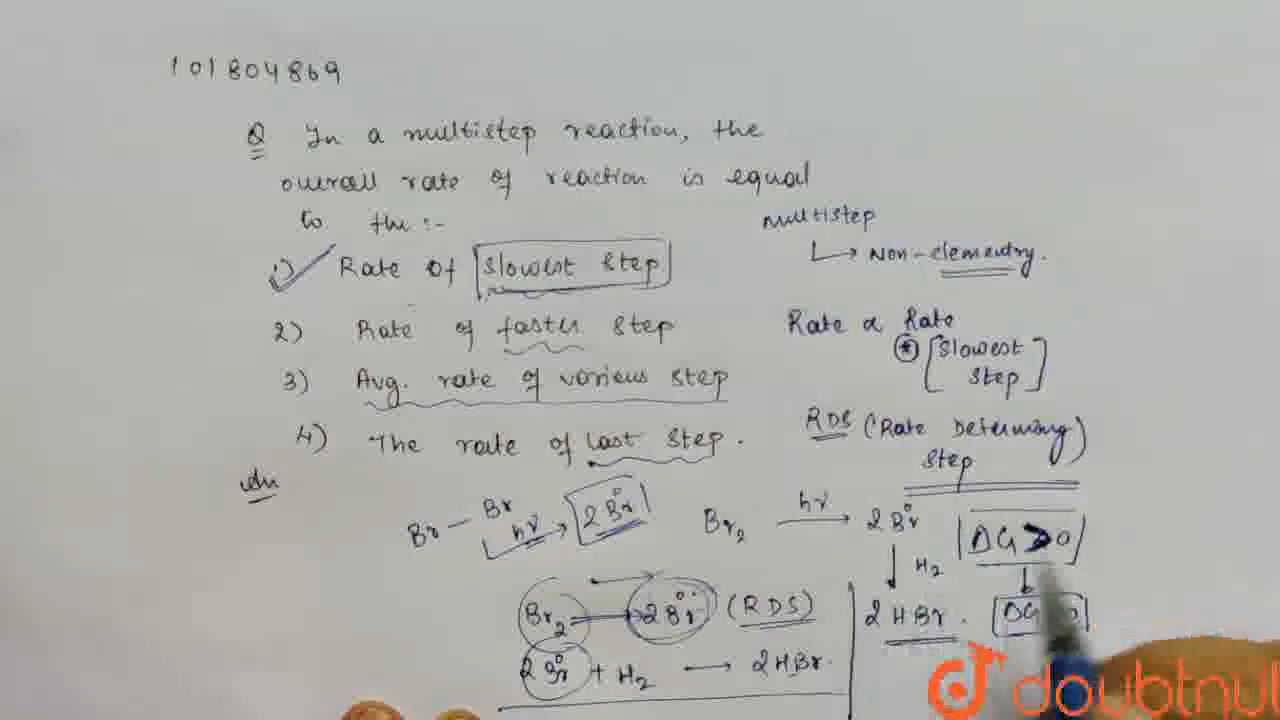 101804869
Q In a multistep reaction, the
overall rate of reaction is equal
to the :-
1) Rate of slowest step
2) Rate of faster step
3) Avg. rate of various step
4) The rate of last step.
multistep
↳ Non-elementry.
Rate α Rate
* [slowest
step]
RDS (Rate Determing)
step
Ans
Br — Br hν → 2Br°
Br₂ hν → 2Br°
↓ H₂
2HBr.
ΔG > 0
Br₂ → 2Br° (RDS)
2Br° + H₂ → 2HBr.
doubtnut